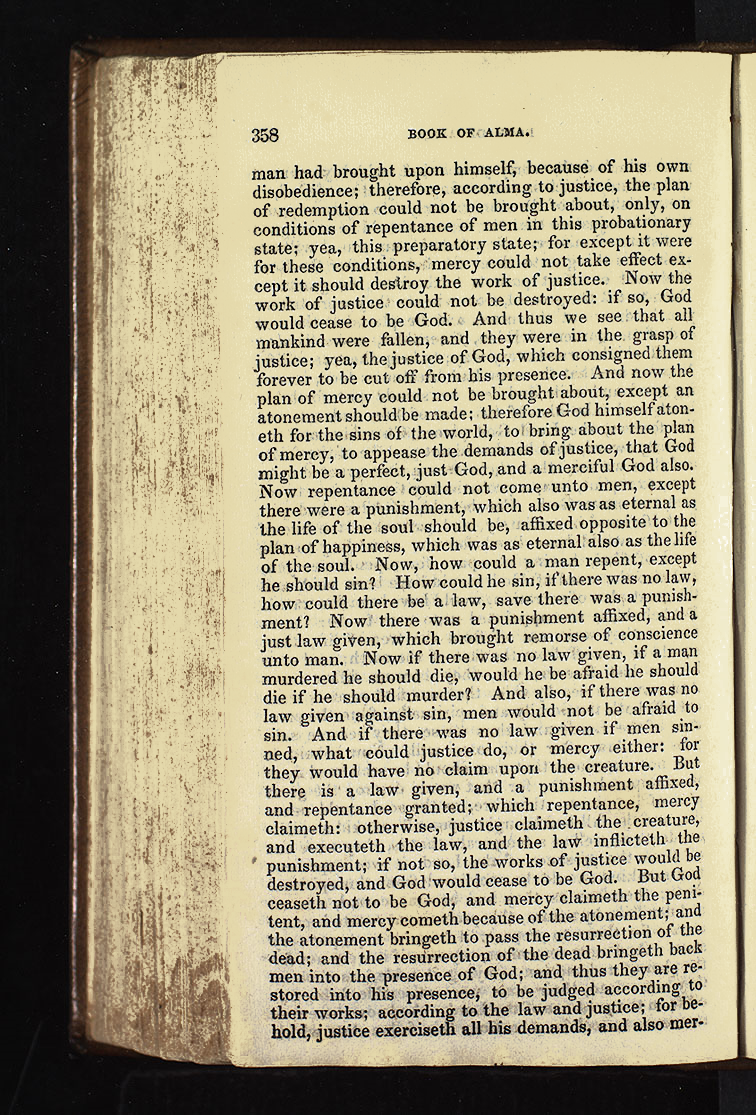 358 BOOK OF ALMA.
man had brought upon himself, because of his own
disobedience; therefore, according to justice, the plan
of redemption could not be brought about, only, on
conditions of repentance of men in this probationary
state; yea, this preparatory state; for except it were
for these conditions, mercy could not take effect ex-
cept it should destroy the work of justice. Now the
work of justice could not be destroyed: if so, God
would cease to be God. And thus we see that all
mankind were fallen, and they were in the grasp of
justice; yea, the justice of God, which consigned them
forever to be cut off from his presence. And now the
plan of mercy could not be brought about, except an
atonement should be made; therefore God himself aton-
eth for the sins of the world, to bring about the plan
of mercy, to appease the demands of justice, that God
might be a perfect, just God, and a merciful God also.
Now repentance could not come unto men, except
there were a punishment, which also was as eternal as
the life of the soul should be, affixed opposite to the
plan of happiness, which was as eternal also as the life
of the soul. Now, how could a man repent, except
he should sin? How could he sin, if there was no law,
how could there be a law, save there was a punish-
ment? Now there was a punishment affixed, and a
just law given, which brought remorse of conscience
unto man. Now if there was no law given, if a man
murdered he should die, would he be afraid he should
die if he should murder? And also, if there was no
law given against sin, men would not be afraid to
sin. And if there was no law given if men sin-
ned, what could justice do, or mercy either: for
they would have no claim upon the creature. But
there is a law given, and a punishment affixed,
and repentance granted; which repentance, mercy
claimeth: otherwise, justice claimeth the creature,
and executeth the law, and the law inflicteth the
punishment; if not so, the works of justice would be
destroyed, and God would cease to be God. But God
ceaseth not to be God, and mercy claimeth the peni-
tent, and mercy cometh because of the atonement; and
the atonement bringeth to pass the resurrection of the
dead; and the resurrection of the dead bringeth back
men into the presence of God; and thus they are re-
stored into his presence, to be judged according to
their works; according to the law and justice; for be-
hold, justice exerciseth all his demands, and also mer-